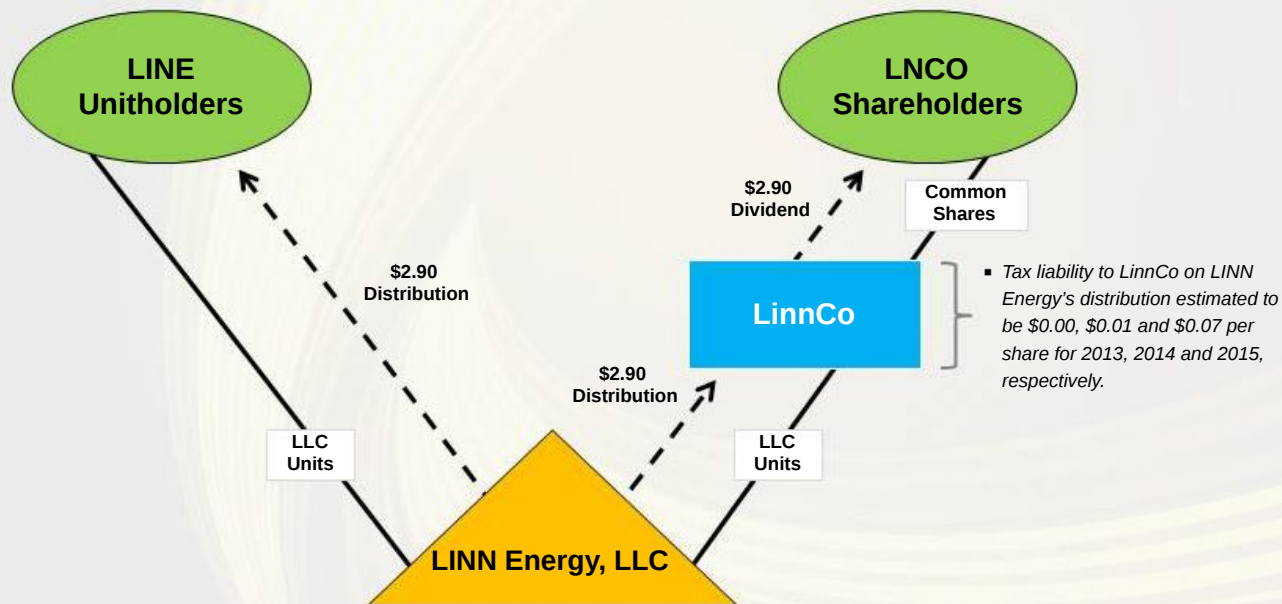 LINE
Unitholders
LNCO
Shareholders
$2.90
Dividend
Common
Shares
$2.90
Distribution
LinnCo
▪ Tax liability to LinnCo on LINN
Energy’s distribution estimated to
be $0.00, $0.01 and $0.07 per
share for 2013, 2014 and 2015,
respectively.
$2.90
Distribution
LLC
Units
LLC
Units
LINN Energy, LLC